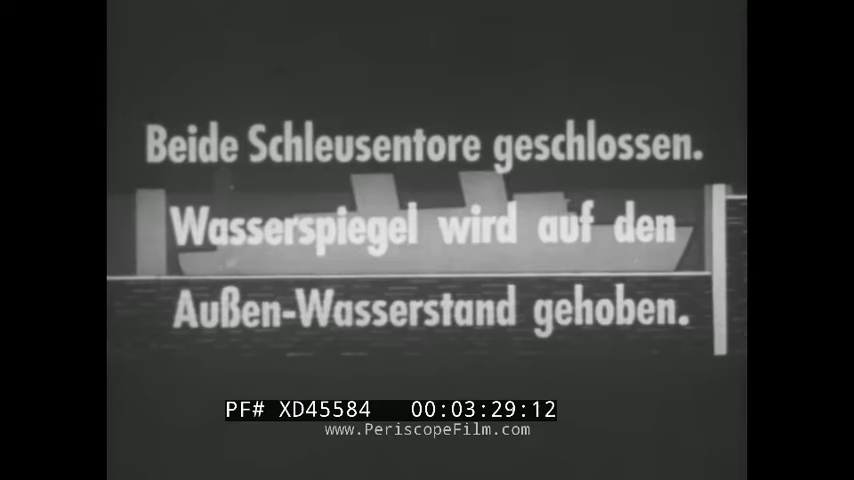 Beide Schleusentore geschlossen.
Wasserspiegel wird auf den
Außen-Wasserstand gehoben.
PF# XD45584 00:03:29:12
www.PeriscopeFilm.com